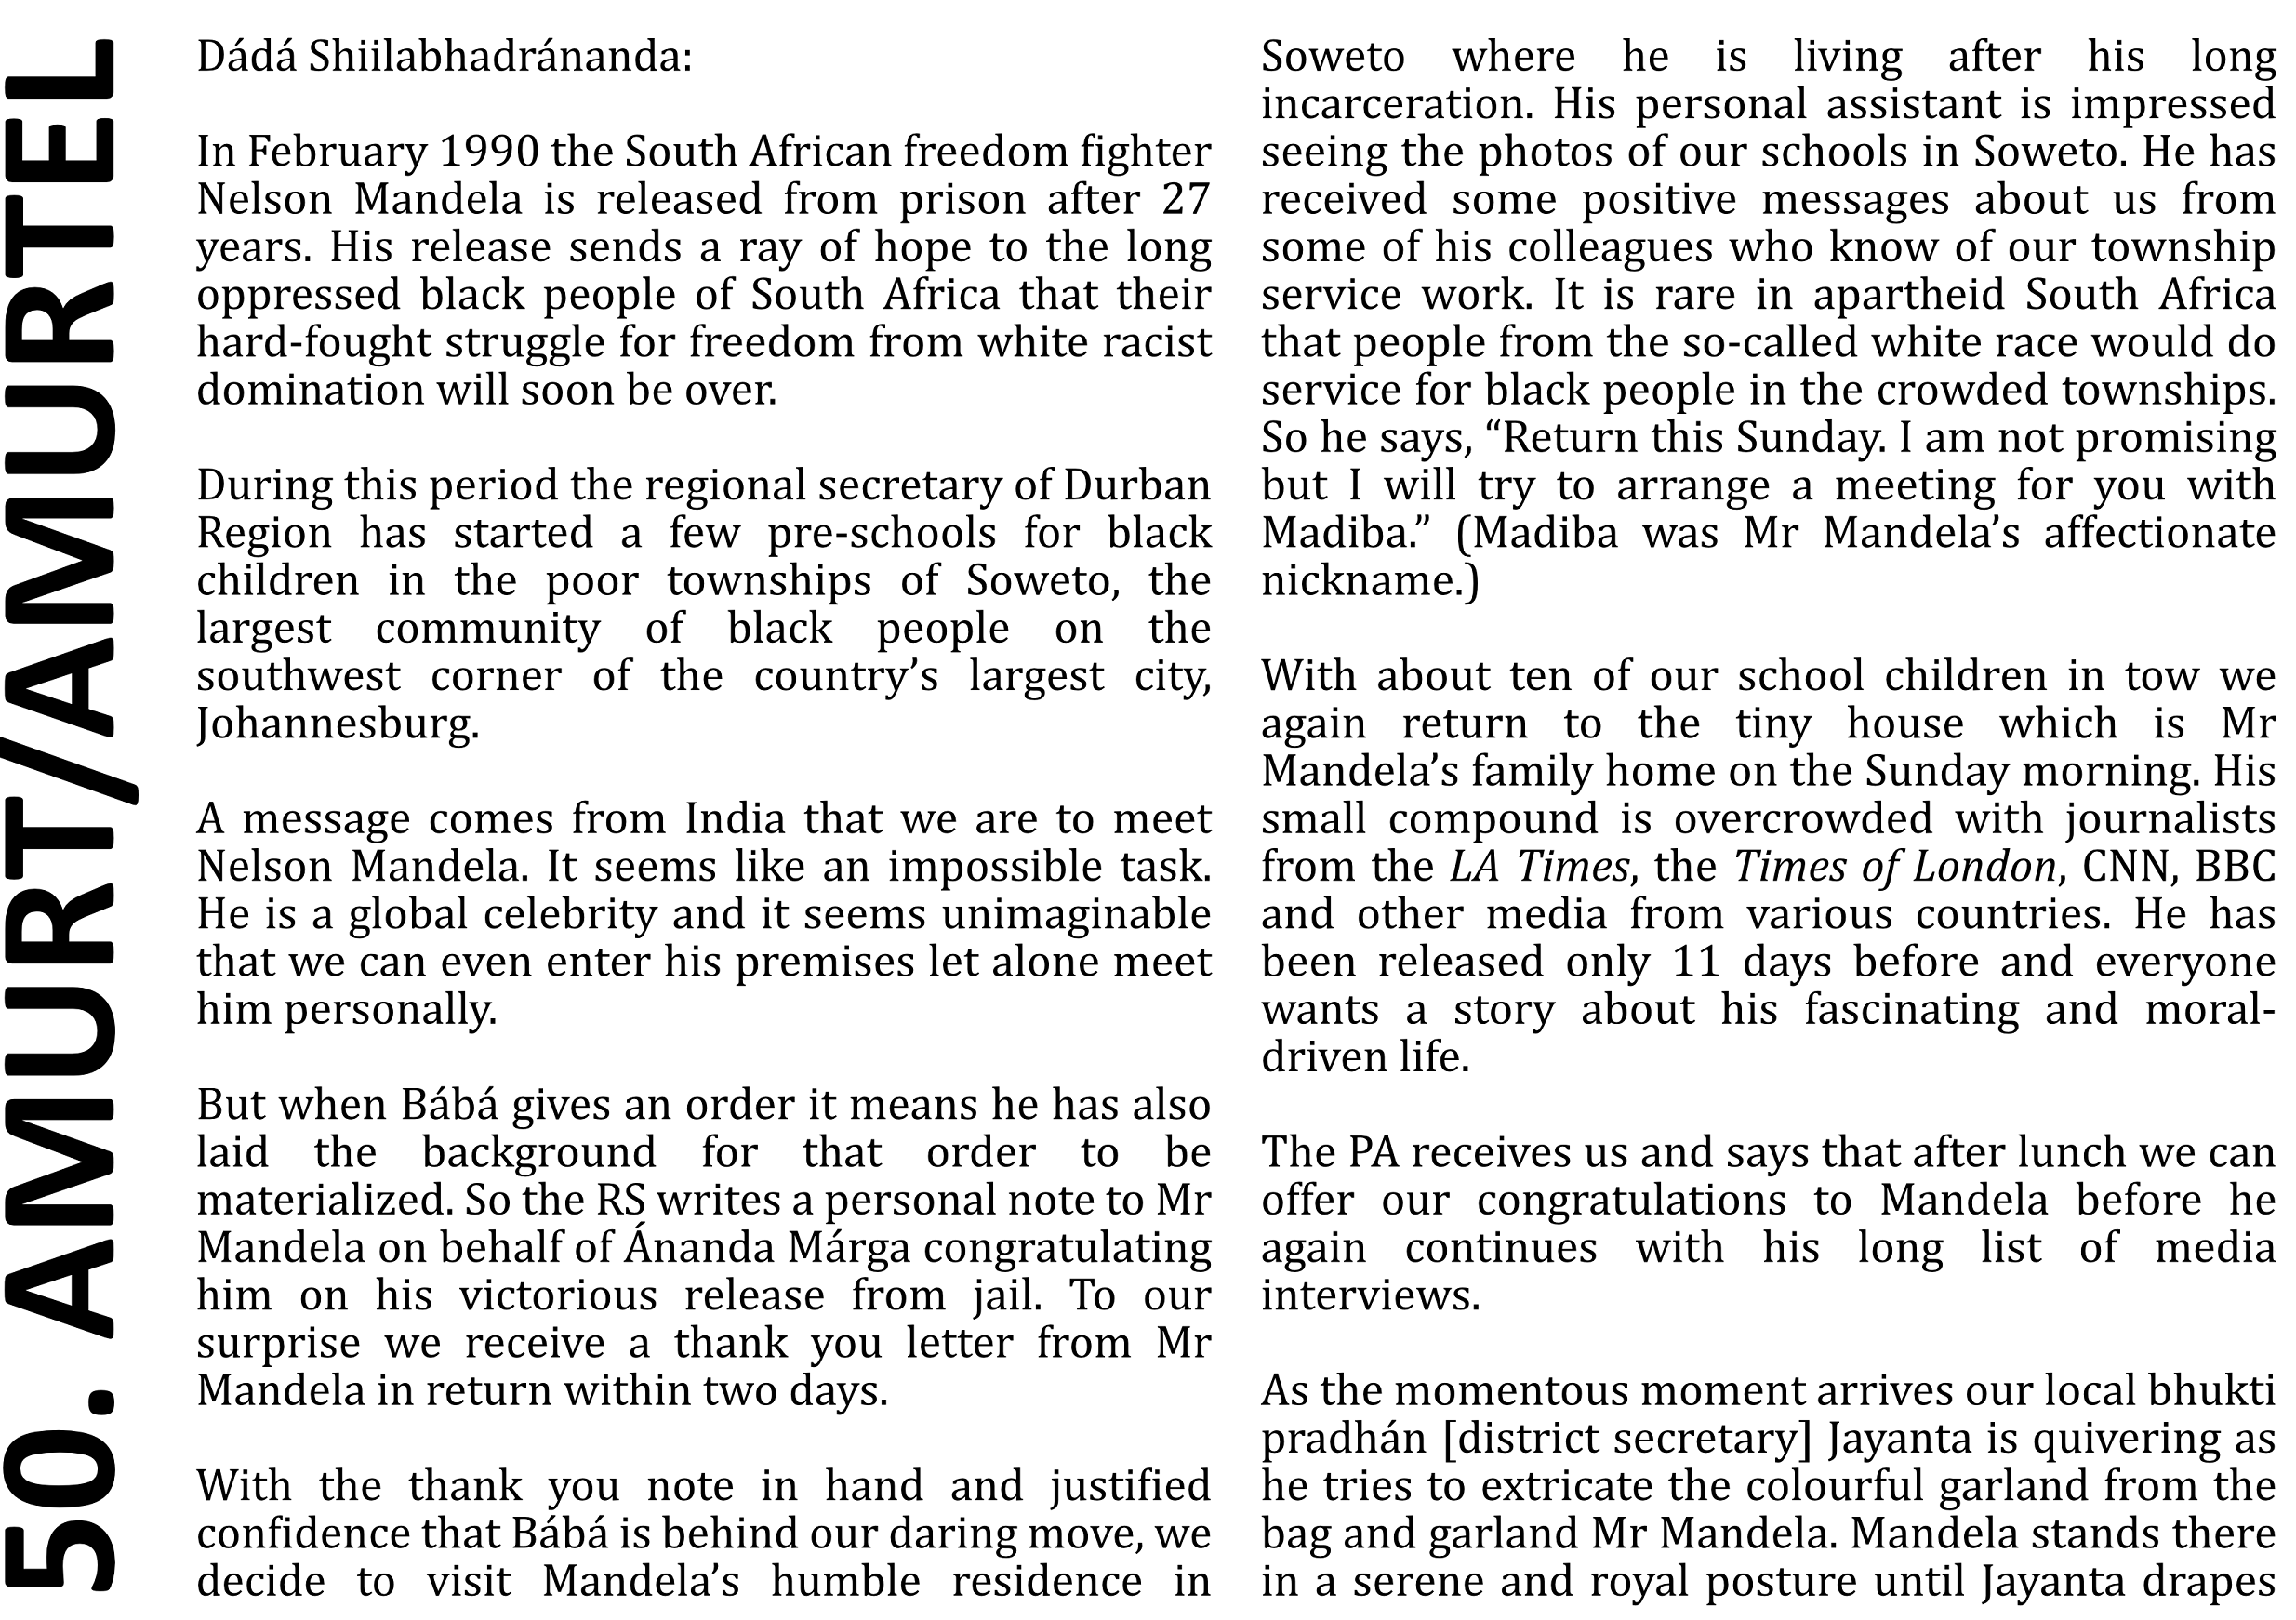 50. AMURT/AMURTEL
Dádá Shiilabhadránanda:
In February 1990 the South African freedom fighter
Nelson Mandela is released from prison after 27
years. His release sends a ray of hope to the long
oppressed black people of South Africa that their
hard-fought struggle for freedom from white racist
domination will soon be over.
During this period the regional secretary of Durban
Region has started a few pre-schools for black
children in the poor townships of Soweto, the
largest community of black people on the
southwest corner of the country’s largest city,
Johannesburg.
A message comes from India that we are to meet
Nelson Mandela. It seems like an impossible task.
He is a global celebrity and it seems unimaginable
that we can even enter his premises let alone meet
him personally.
But when Bábá gives an order it means he has also
laid the background for that order to be
materialized. So the RS writes a personal note to Mr
Mandela on behalf of Ánanda Márga congratulating
him on his victorious release from jail. To our
surprise we receive a thank you letter from Mr
Mandela in return within two days.
With the thank you note in hand and justified
confidence that Bábá is behind our daring move, we
decide to visit Mandela’s humble residence in
Soweto where he is living after his long
incarceration. His personal assistant is impressed
seeing the photos of our schools in Soweto. He has
received some positive messages about us from
some of his colleagues who know of our township
service work. It is rare in apartheid South Africa
that people from the so-called white race would do
service for black people in the crowded townships.
So he says, “Return this Sunday. I am not promising
but I will try to arrange a meeting for you with
Madiba.” (Madiba was Mr Mandela’s affectionate
nickname.)
With about ten of our school children in tow we
again return to the tiny house which is Mr
Mandela’s family home on the Sunday morning. His
small compound is overcrowded with journalists
from the LA Times, the Times of London, CNN, BBC
and other media from various countries. He has
been released only 11 days before and everyone
wants a story about his fascinating and moral-
driven life.
The PA receives us and says that after lunch we can
offer our congratulations to Mandela before he
again continues with his long list of media
interviews.
As the momentous moment arrives our local bhukti
pradhán [district secretary] Jayanta is quivering as
he tries to extricate the colourful garland from the
bag and garland Mr Mandela. Mandela stands there
in a serene and royal posture until Jayanta drapes